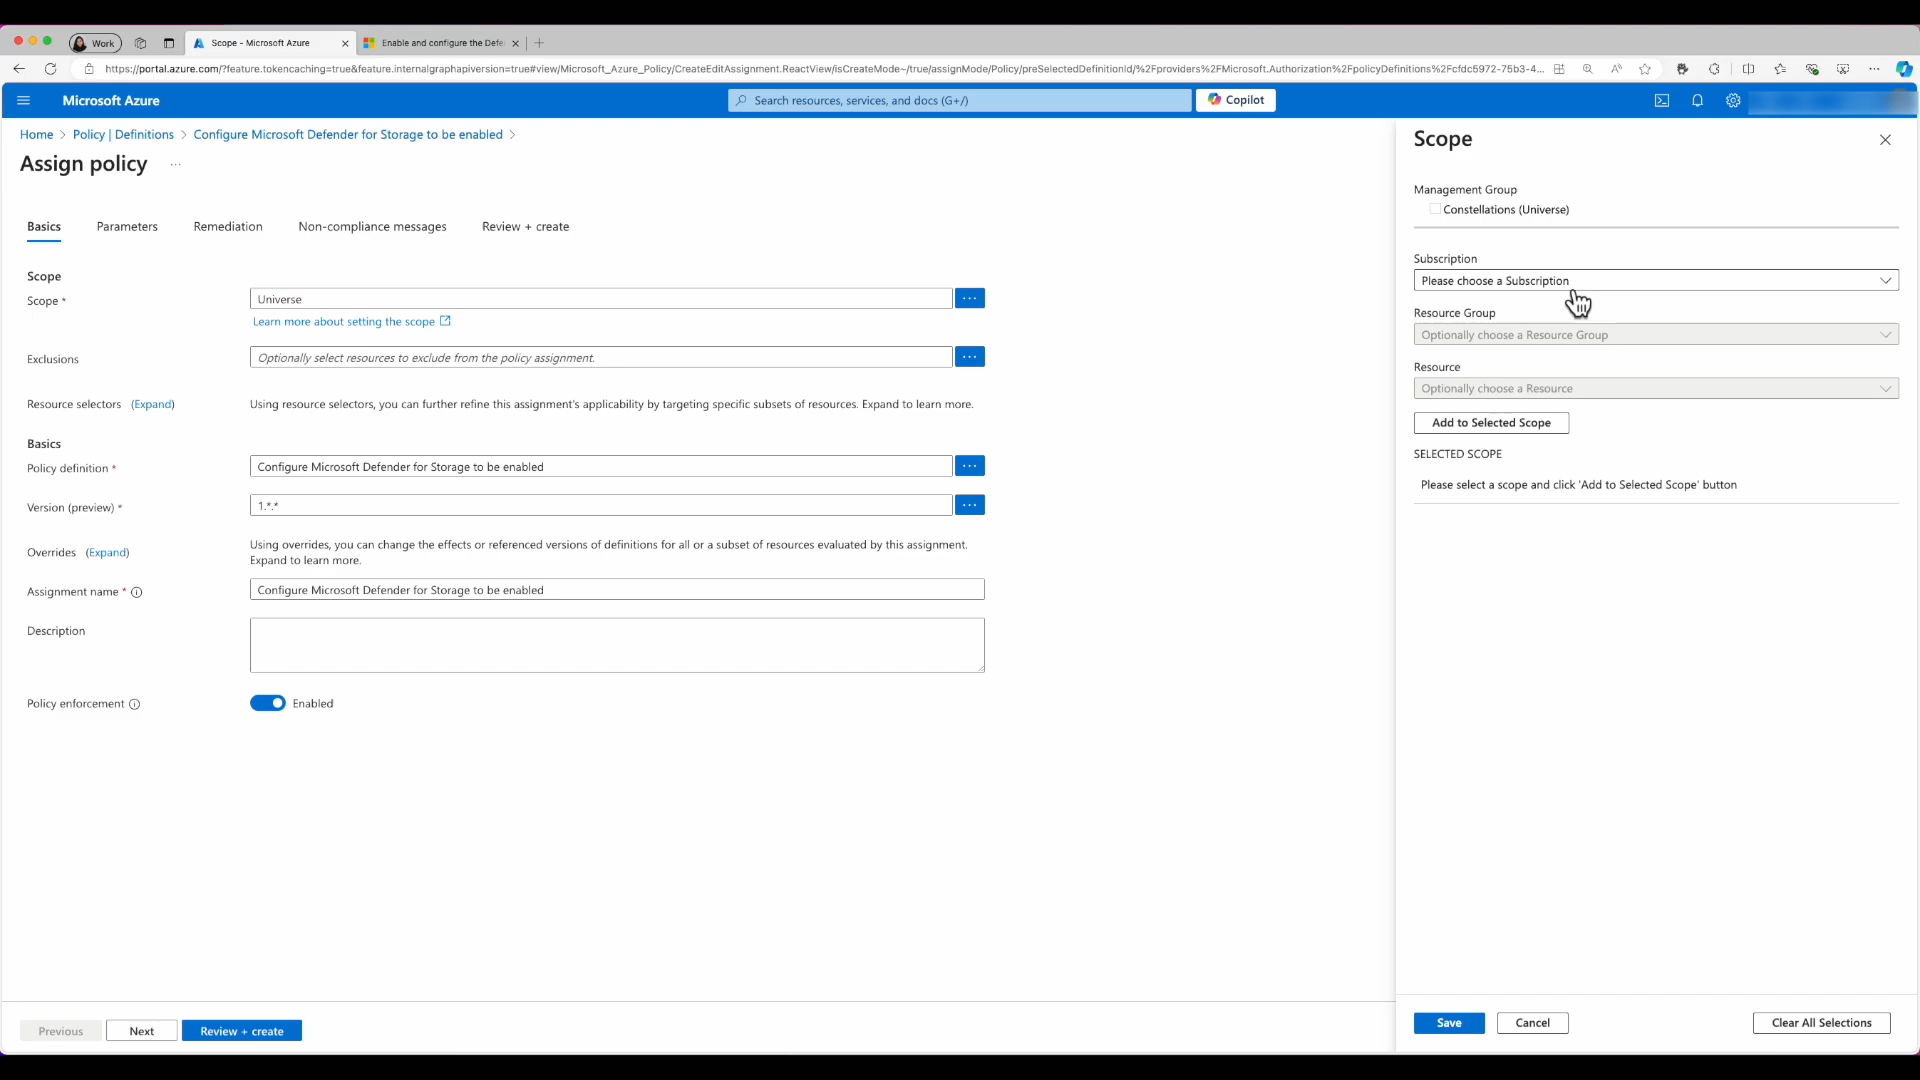 Work
Scope - Microsoft Azure
Enable and configure the Defe
https://portal.azure.com/?feature.tokencaching=true&feature.internalgraphapiversion=true#view/Microsoft_Azure_Policy/CreateEditAssignment.ReactView/isCreateMode~/true/assignMode/Policy/preSelectedDefinitionId/%2Fproviders%2FMicrosoft.Authorization%2FpolicyDefinitions%2Fcfdc5972-75b3-4...
Microsoft Azure
Search resources, services, and docs (G+/)
Copilot
Home > Policy | Definitions > Configure Microsoft Defender for Storage to be enabled >
Assign policy ...
Basics
Parameters
Remediation
Non-compliance messages
Review + create
Scope
Scope *
Universe
...
Learn more about setting the scope
Exclusions
Optionally select resources to exclude from the policy assignment.
...
Resource selectors (Expand)
Using resource selectors, you can further refine this assignment's applicability by targeting specific subsets of resources. Expand to learn more.
Basics
Policy definition *
Configure Microsoft Defender for Storage to be enabled
...
Version (preview) *
1.*.*
...
Overrides (Expand)
Using overrides, you can change the effects or referenced versions of definitions for all or a subset of resources evaluated by this assignment.
Expand to learn more.
Assignment name *
Configure Microsoft Defender for Storage to be enabled
Description
Policy enforcement
Enabled
Previous
Next
Review + create
Scope
Management Group
Constellations (Universe)
Subscription
Please choose a Subscription
Resource Group
Optionally choose a Resource Group
Resource
Optionally choose a Resource
Add to Selected Scope
SELECTED SCOPE
Please select a scope and click 'Add to Selected Scope' button
Save
Cancel
Clear All Selections